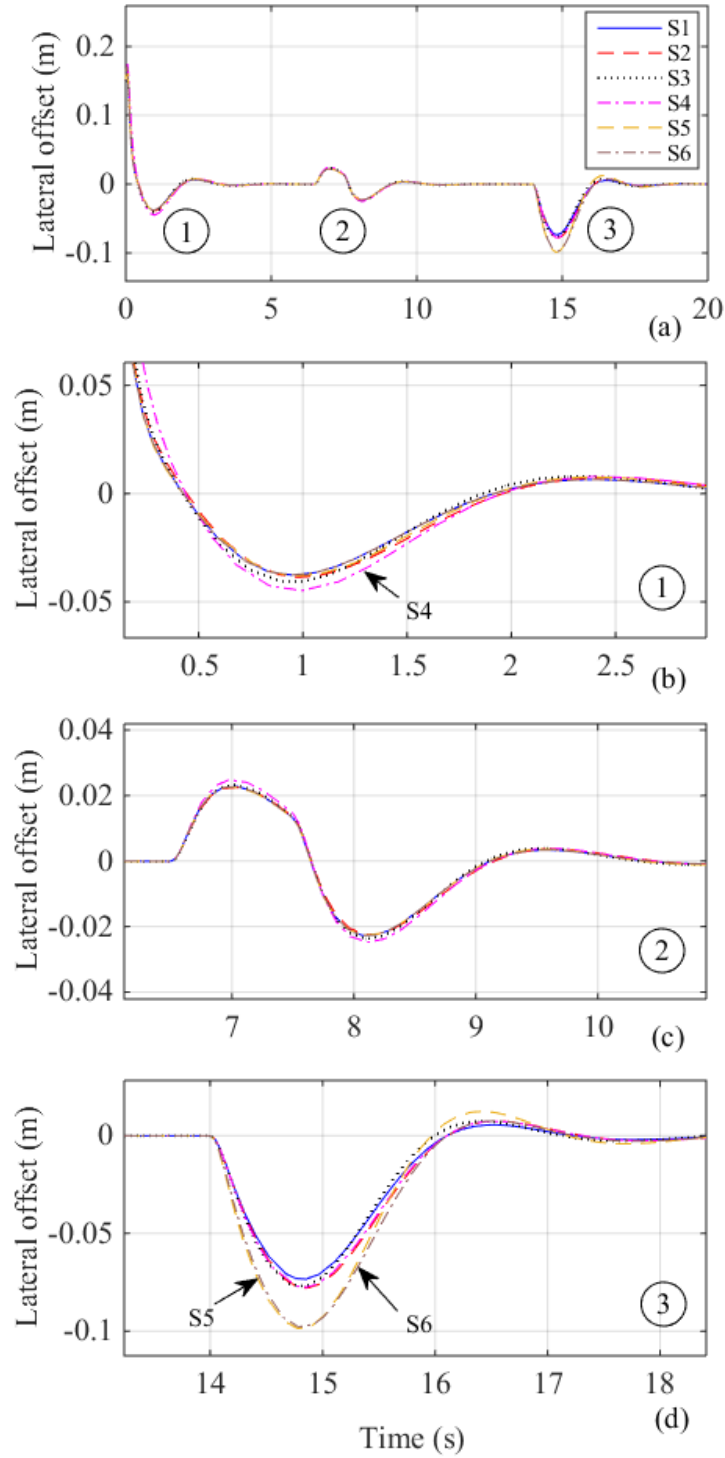 Lateral offset (m)
0.2
0.1
0
-0.1
S1
S2
S3
S4
S5
S6
1
2
3
0
5
10
15
20
(a)
Lateral offset (m)
0.05
0
-0.05
S4
1
0.5
1
1.5
2
2.5
(b)
Lateral offset (m)
0.04
0.02
0
-0.02
-0.04
2
7
8
9
10
(c)
Lateral offset (m)
0
-0.05
-0.1
S5
S6
3
14
15
16
17
18
Time (s)
(d)